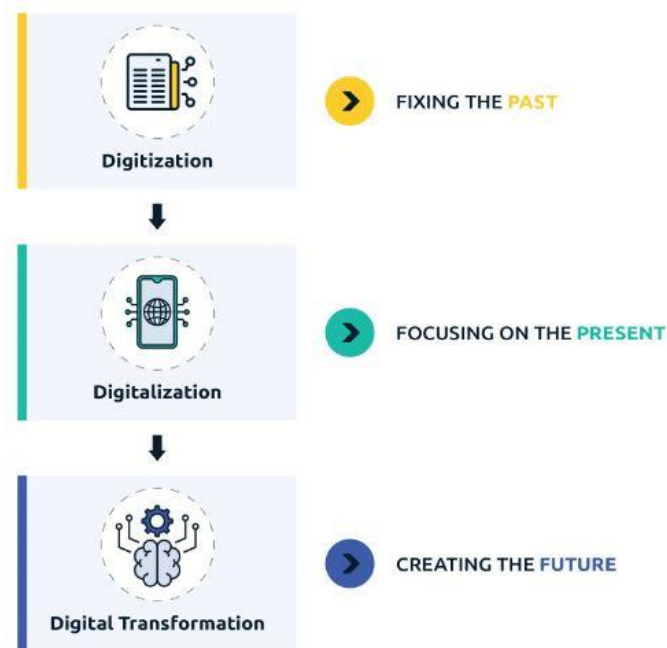 Digitization
FIXING THE PAST
Digitalization
FOCUSING ON THE PRESENT
Digital Transformation
CREATING THE FUTURE